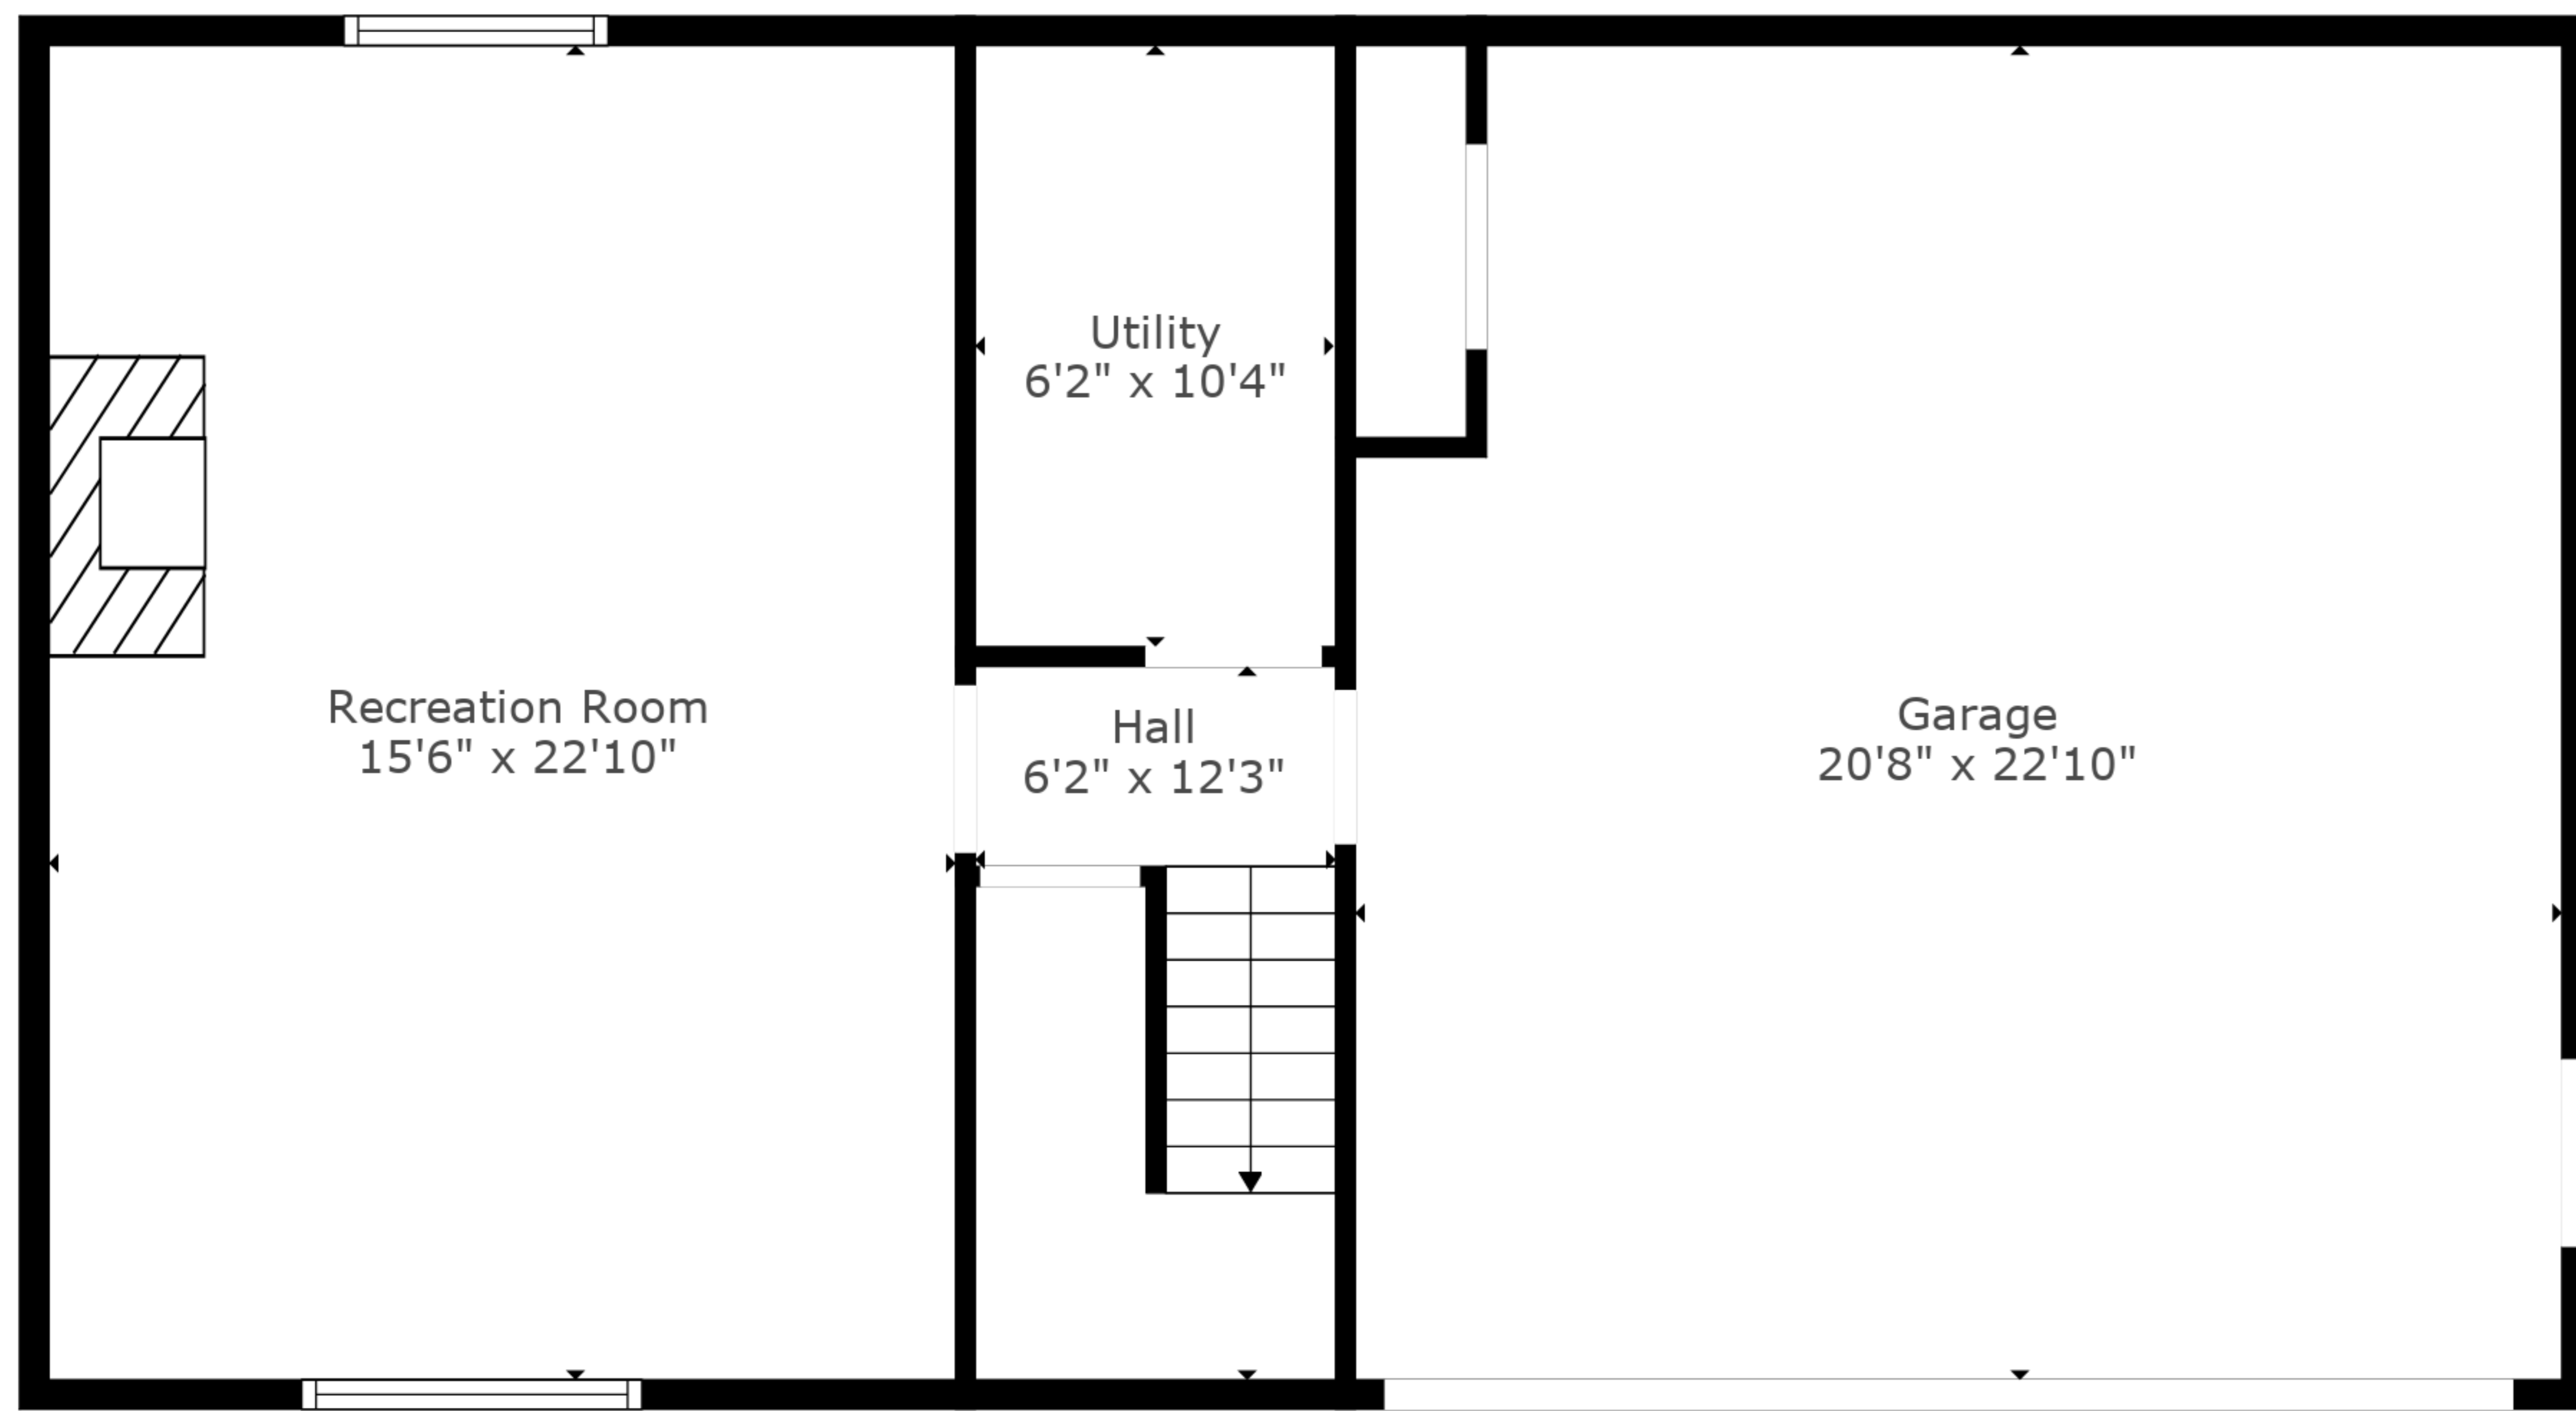 Utility
6'2" x 10'4"
Recreation Room
15'6" x 22'10"
Hall
6'2" x 12'3"
Garage
20'8" x 22'10"